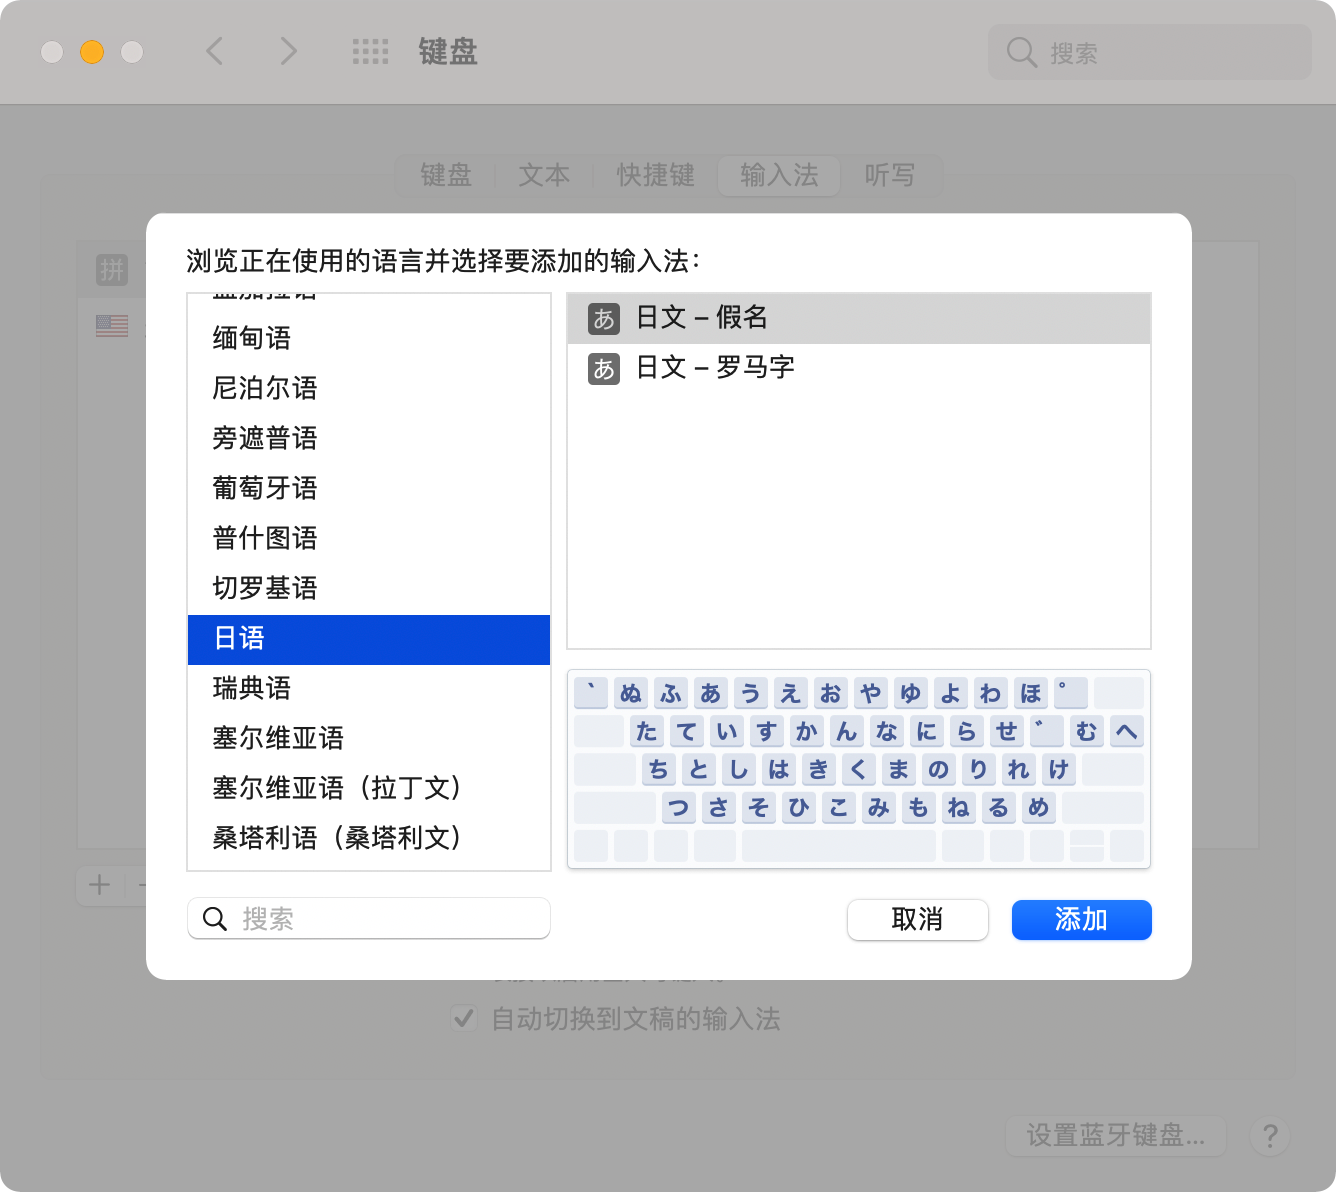 键盘
搜索
键盘 文本 快捷键 输入法 听写
拼
浏览正在使用的语言并选择要添加的输入法：
缅甸语
尼泊尔语
旁遮普语
葡萄牙语
普什图语
切罗基语
日语
瑞典语
塞尔维亚语
塞尔维亚语（拉丁文）
桑塔利语（桑塔利文）
搜索
あ 日文 – 假名
あ 日文 – 罗马字
` ぬ ふ あ う え お や ゆ よ わ ほ ゜
た て い す か ん な に ら せ ゛ む へ
ち と し は き く ま の り れ け
つ さ そ ひ こ み も ね る め
取消 添加
自动切换到文稿的输入法
设置蓝牙键盘... ?